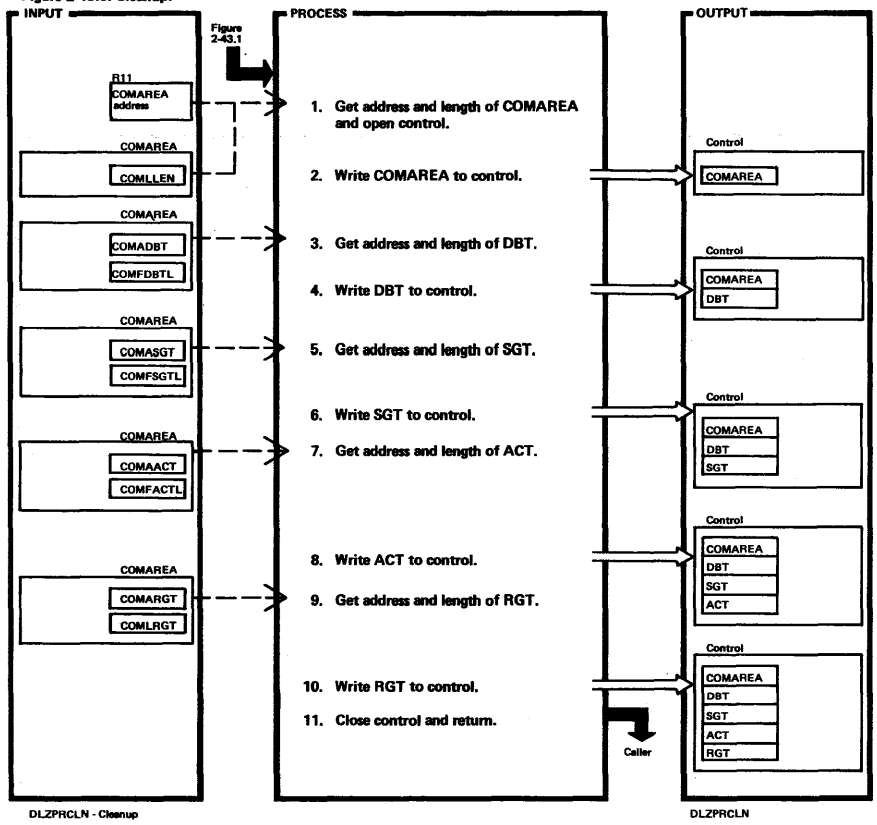 INPUT
R11
COMAREA
address
COMAREA
COMLLEN
COMAREA
COMADBT
COMFDBTL
COMAREA
COMASGT
COMFSGTL
COMAREA
COMAACT
COMFACTL
COMAREA
COMARGT
COMLRGT
DLZPRCLN - Cleanup
Figure
2-43.1
PROCESS
1. Get address and length of COMAREA
and open control.
2. Write COMAREA to control.
3. Get address and length of DBT.
4. Write DBT to control.
5. Get address and length of SGT.
6. Write SGT to control.
7. Get address and length of ACT.
8. Write ACT to control.
9. Get address and length of RGT.
10. Write RGT to control.
11. Close control and return.
Caller
OUTPUT
Control
COMAREA
Control
COMAREA
DBT
Control
COMAREA
DBT
SGT
Control
COMAREA
DBT
SGT
ACT
Control
COMAREA
DBT
SGT
ACT
RGT
DLZPRCLN